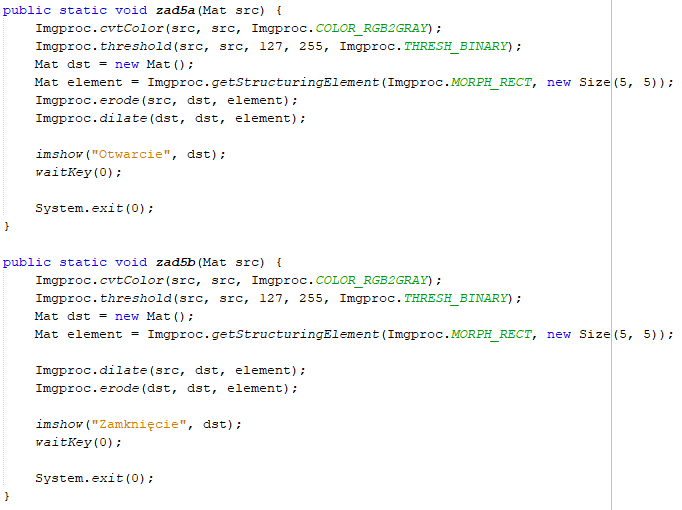 public static void zad5a(Mat src) {
    Imgproc.cvtColor(src, src, Imgproc.COLOR_RGB2GRAY);
    Imgproc.threshold(src, src, 127, 255, Imgproc.THRESH_BINARY);
    Mat dst = new Mat();
    Mat element = Imgproc.getStructuringElement(Imgproc.MORPH_RECT, new Size(5, 5));
    Imgproc.erode(src, dst, element);
    Imgproc.dilate(dst, dst, element);

    imshow("Otwarcie", dst);
    waitKey(0);

    System.exit(0);
}

public static void zad5b(Mat src) {
    Imgproc.cvtColor(src, src, Imgproc.COLOR_RGB2GRAY);
    Imgproc.threshold(src, src, 127, 255, Imgproc.THRESH_BINARY);
    Mat dst = new Mat();
    Mat element = Imgproc.getStructuringElement(Imgproc.MORPH_RECT, new Size(5, 5));

    Imgproc.dilate(src, dst, element);
    Imgproc.erode(dst, dst, element);

    imshow("Zamknięcie", dst);
    waitKey(0);

    System.exit(0);
}